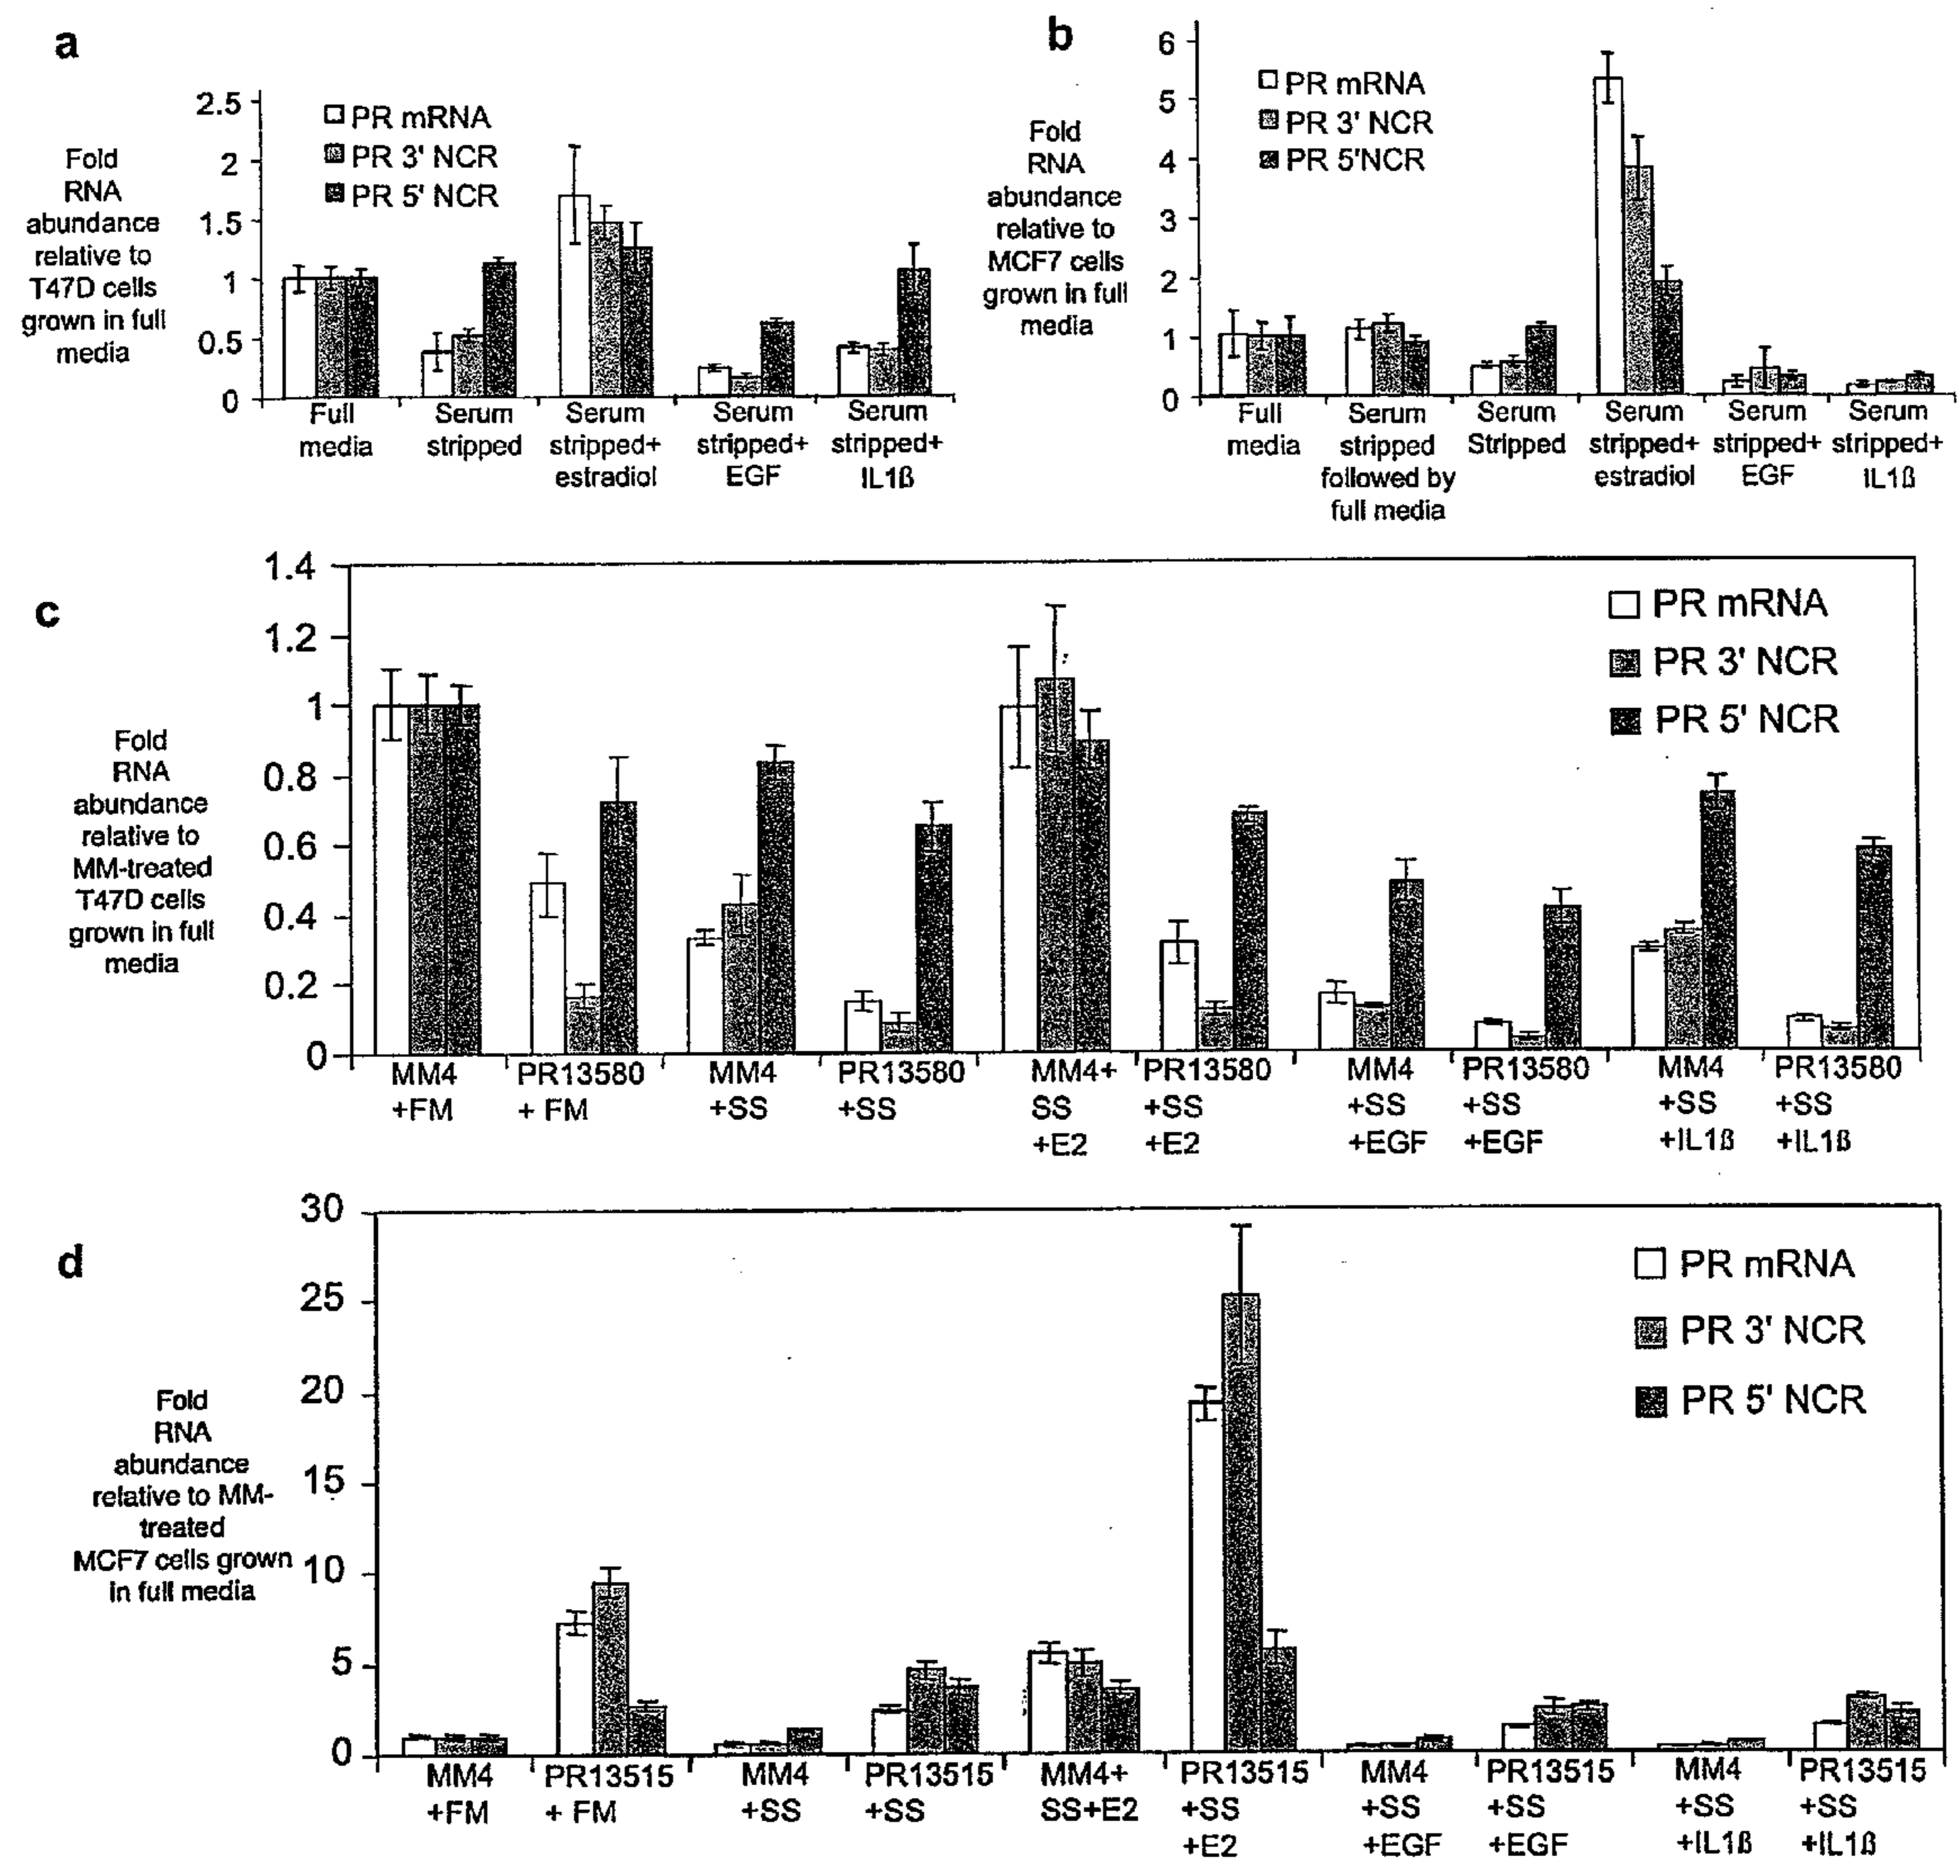 a
2.5
2
1.5
1
0.5
0
Fold
RNA
abundance
relative to
T47D cells
grown in full
media
PR mRNA
PR 3' NCR
PR 5' NCR
Full
media
Serum
stripped
Serum
stripped+
estradiol
Serum
stripped+
EGF
Serum
stripped+
IL1ß
b
6
5
4
3
2
1
0
Fold
RNA
abundance
relative to
MCF7 cells
grown in full
media
PR mRNA
PR 3' NCR
PR 5'NCR
Full
media
Serum
stripped
followed by
full media
Serum
Stripped
Serum
stripped+
estradiol
Serum
stripped+
EGF
Serum
stripped+
IL1ß
c
1.4
1.2
1
0.8
0.6
0.4
0.2
0
Fold
RNA
abundance
relative to
MM-treated
T47D cells
grown in full
media
PR mRNA
PR 3' NCR
PR 5' NCR
MM4
+FM
PR13580
+ FM
MM4
+SS
PR13580
+SS
MM4+
SS
+E2
PR13580
+SS
+E2
MM4
+SS
+EGF
PR13580
+SS
+EGF
MM4
+SS
+IL1ß
PR13580
+SS
+IL1ß
d
30
25
20
15
10
5
0
Fold
RNA
abundance
relative to MM-
treated
MCF7 cells grown
in full media
PR mRNA
PR 3' NCR
PR 5' NCR
MM4
+FM
PR13515
+ FM
MM4
+SS
PR13515
+SS
MM4+
SS+E2
PR13515
+SS
+E2
MM4
+SS
+EGF
PR13515
+SS
+EGF
MM4
+SS
+IL1ß
PR13515
+SS
+IL1ß